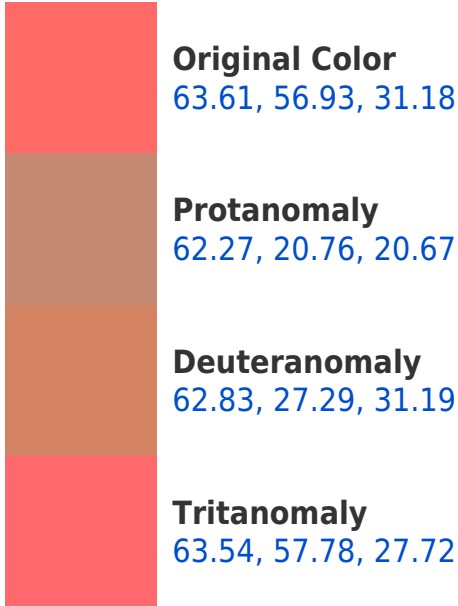 Original Color
63.61, 56.93, 31.18
Protanomaly
62.27, 20.76, 20.67
Deuteranomaly
62.83, 27.29, 31.19
Tritanomaly
63.54, 57.78, 27.72